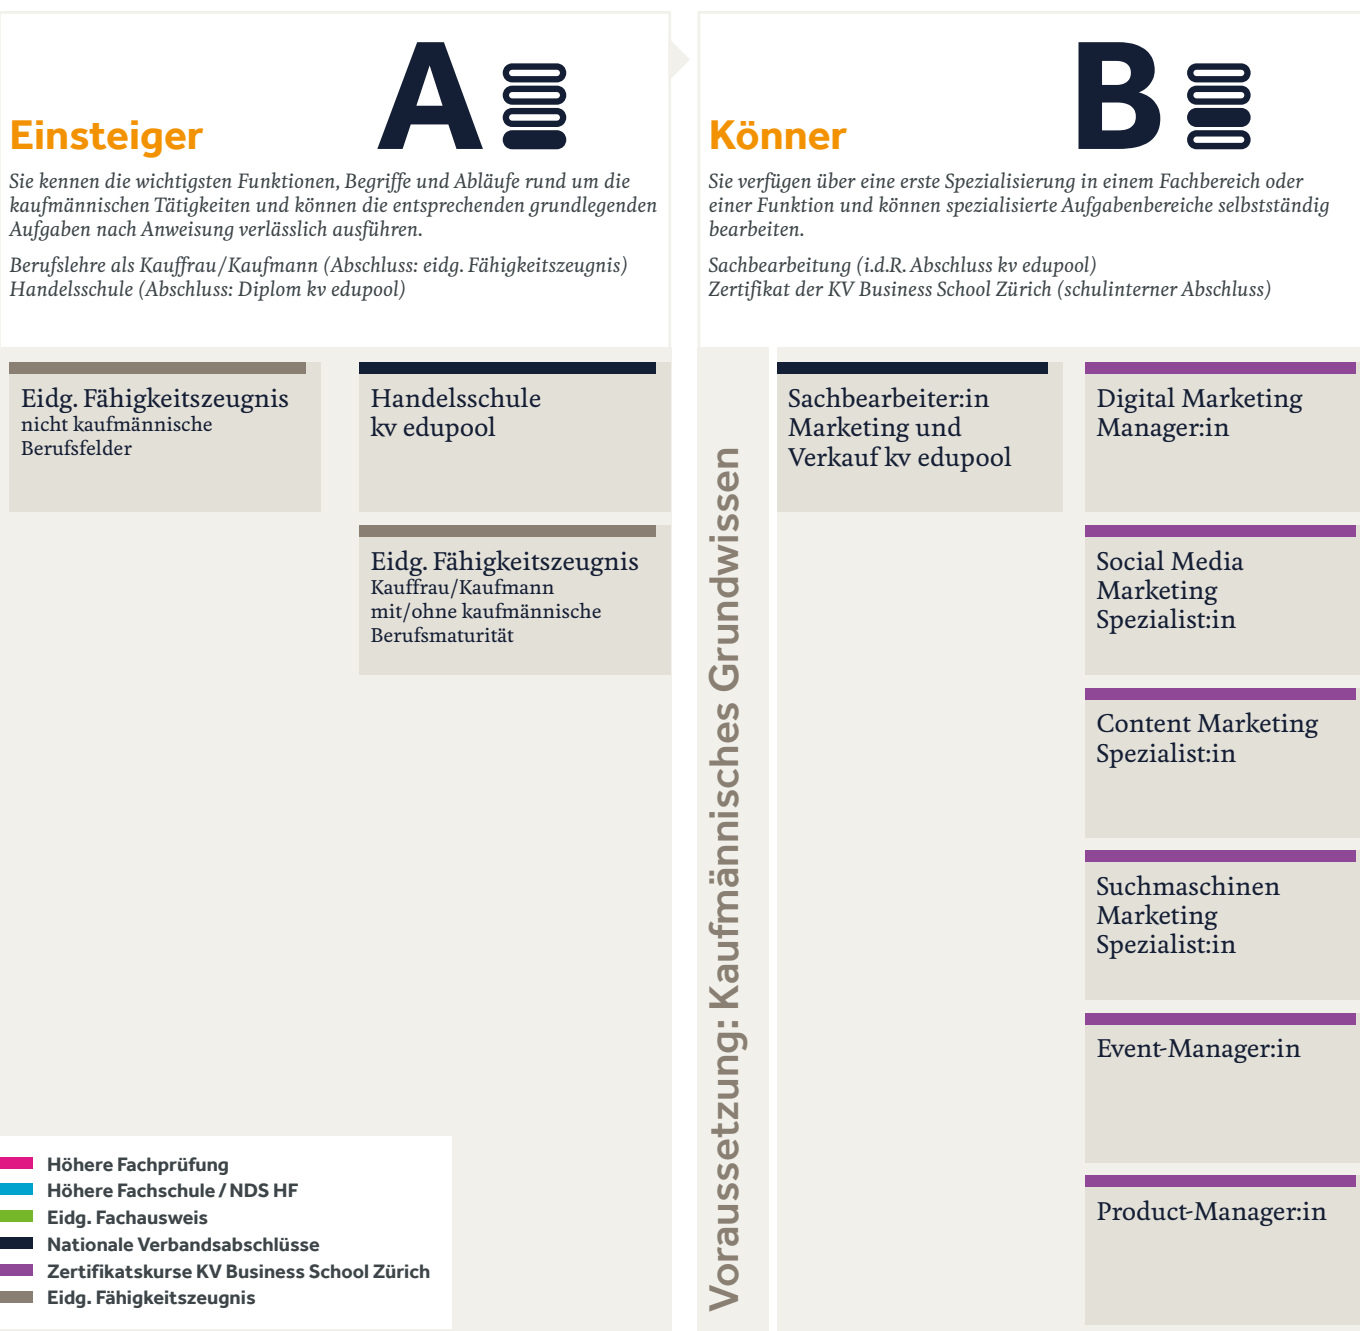 A
Einsteiger
Sie kennen die wichtigsten Funktionen, Begriffe und Abläufe rund um die
kaufmännischen Tätigkeiten und können die entsprechenden grundlegenden
Aufgaben nach Anweisung verlässlich ausführen.
Berufslehre als Kauffrau/Kaufmann (Abschluss: eidg. Fähigkeitszeugnis)
Handelsschule (Abschluss: Diplom kv edupool)
Eidg. Fähigkeitszeugnis
nicht kaufmännische
Berufsfelder
Handelsschule
kv edupool
Eidg. Fähigkeitszeugnis
Kauffrau/Kaufmann
mit/ohne kaufmännische
Berufsmaturität
Höhere Fachprüfung
Höhere Fachschule / NDS HF
Eidg. Fachausweis
Nationale Verbandsabschlüsse
Zertifikatskurse KV Business School Zürich
Eidg. Fähigkeitszeugnis
B
Könner
Sie verfügen über eine erste Spezialisierung in einem Fachbereich oder
einer Funktion und können spezialisierte Aufgabenbereiche selbstständig
bearbeiten.
Sachbearbeitung (i.d.R. Abschluss kv edupool)
Zertifikat der KV Business School Zürich (schulinterner Abschluss)
Voraussetzung: Kaufmännisches Grundwissen
Sachbearbeiter:in
Marketing und
Verkauf kv edupool
Digital Marketing
Manager:in
Social Media
Marketing
Spezialist:in
Content Marketing
Spezialist:in
Suchmaschinen
Marketing
Spezialist:in
Event-Manager:in
Product-Manager:in